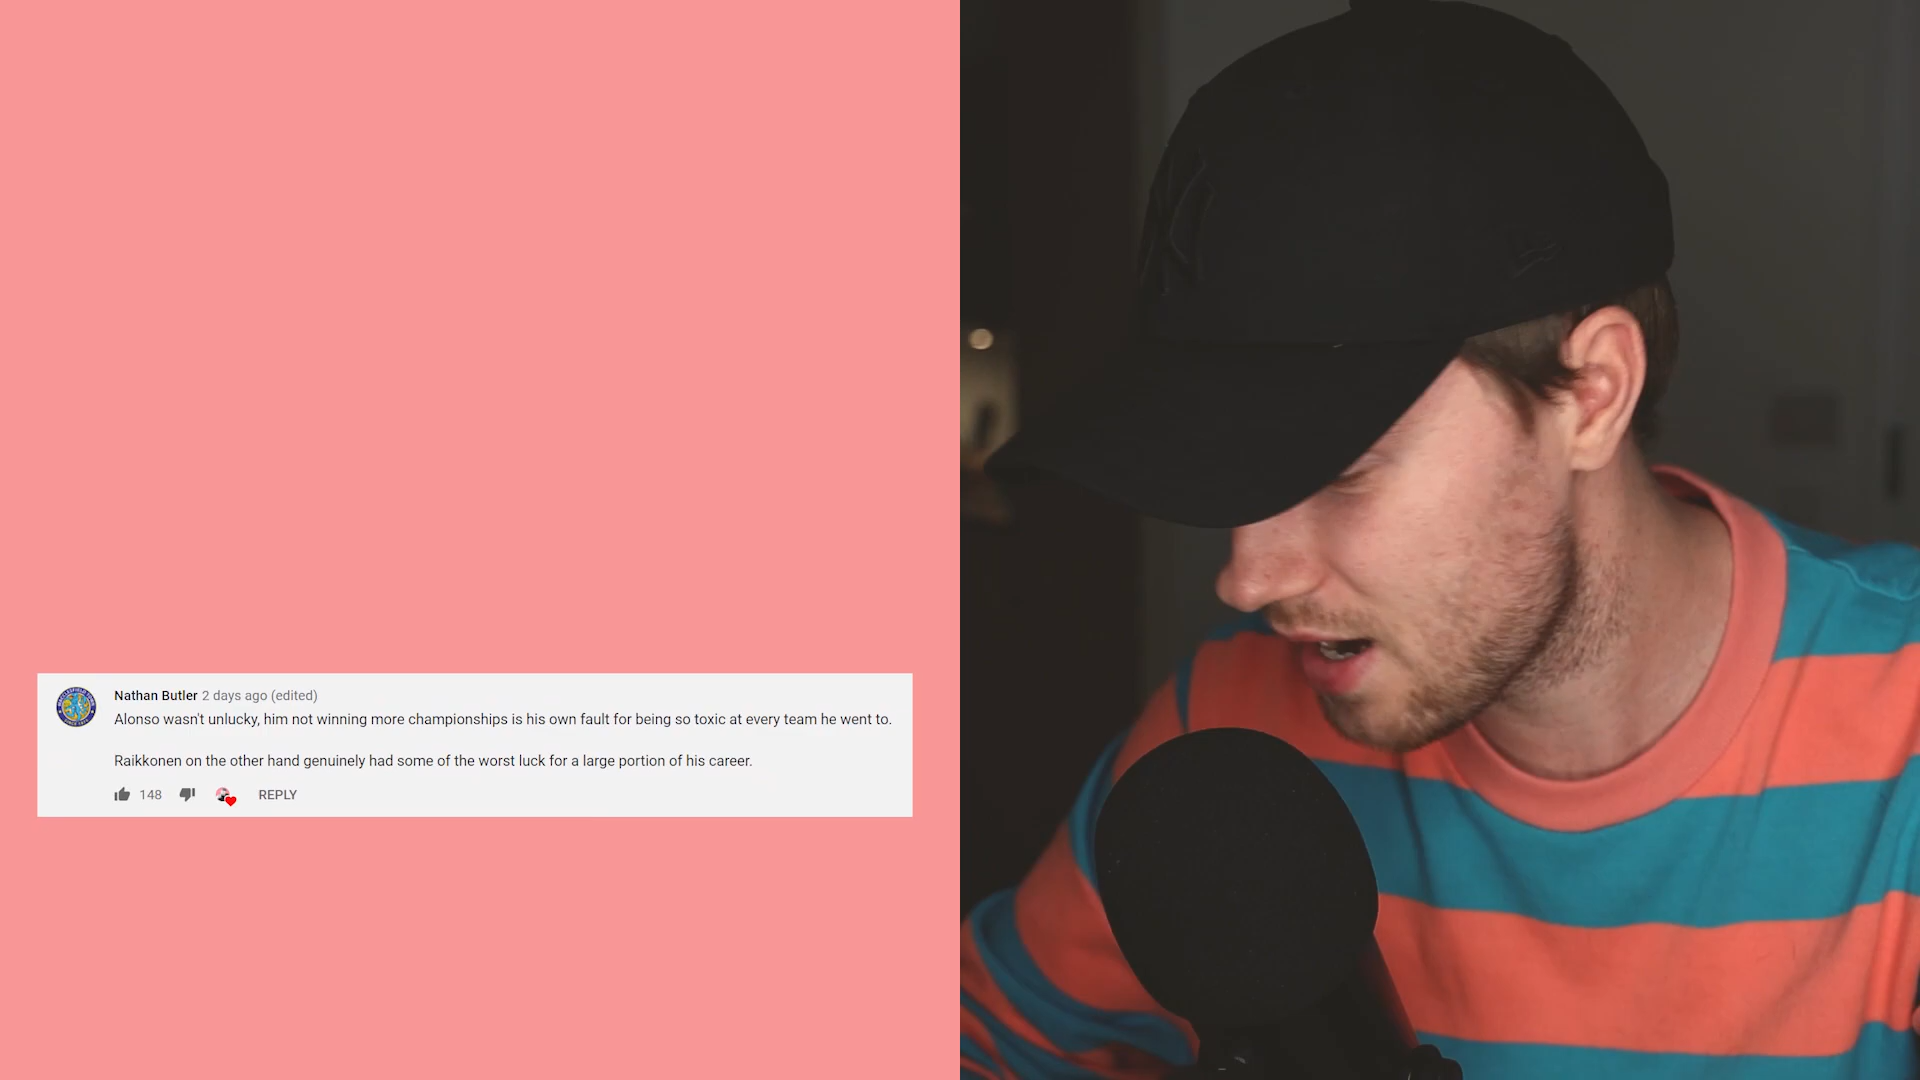 Nathan Butler 2 days ago (edited)
Alonso wasn't unlucky, him not winning more championships is his own fault for being so toxic at every team he went to.
Raikkonen on the other hand genuinely had some of the worst luck for a large portion of his career.
148 REPLY